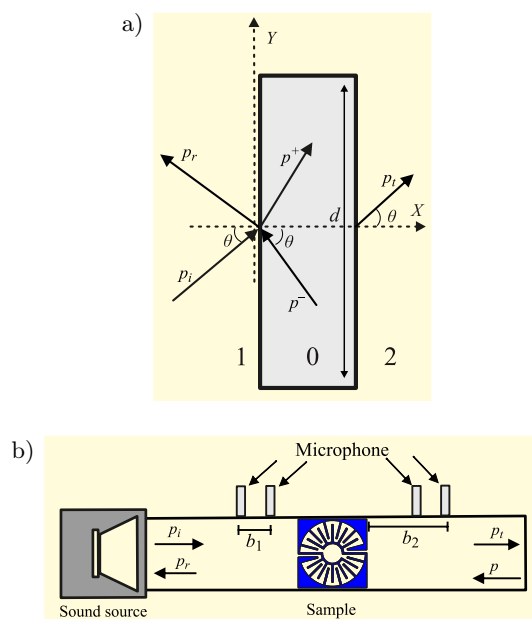 a)
Y
p_r
p^+
p_t
d
X
θ
θ
θ
p_i
p^-
1 0 2
b)
Microphone
p_i
b_1
b_2
p_t
p_r
p
Sound source
Sample